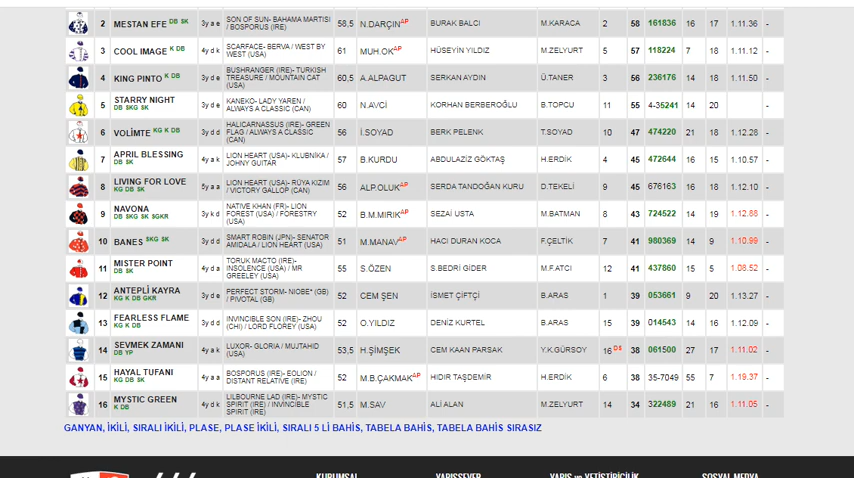 2 MESTAN EFE DB SK 3y a e SON OF SUN- BAHAMA MARTISI / BOSPORUS (IRE) 58,5 N.DARÇIN AP BURAK BALCI M.KARACA 2 58 161836 16 17 1.11.36 -
3 COOL IMAGE K DB 4y d k SCARFACE- BERVA / WEST BY WEST (USA) 61 MUH.OK AP HÜSEYİN YILDIZ M.ZELYURT 5 57 118224 7 18 1.11.12 -
4 KING PINTO K DB 3y d e BUSHRANGER (IRE)- TURKISH TREASURE / MOUNTAIN CAT (USA) 60,5 A.ALPAGUT SERKAN AYDIN Ü.TANER 3 56 236176 14 18 1.11.50 -
5 STARRY NIGHT DB SKG SK 3y d e KANEKO- LADY YAREN / ALWAYS A CLASSIC (CAN) 60 N.AVCİ KORHAN BERBEROĞLU B.TOPCU 11 55 4-35241 14 20 -
6 VOLİMTE KG K DB 3y d d HALICARNASSUS (IRE)- GREEN FLAG / ALWAYS A CLASSIC (CAN) 56 İ.SOYAD BERK PELENK T.SOYAD 10 47 474220 21 18 1.12.28 -
7 APRIL BLESSING DB SK 4y a k LION HEART (USA)- KLUBNİKA / JOHNY GUITAR 57 B.KURDU ABDULAZİZ GÖKTAŞ H.ERDİK 4 45 472644 16 15 1.10.57 -
8 LIVING FOR LOVE KG DB SK 5y a a LION HEART (USA)- RÜYA KIZIM / VICTORY GALLOP (CAN) 56 ALP.OLUK AP SERDA TANDOĞAN KURU D.TEKELİ 9 45 676163 16 18 1.12.10 -
9 NAVONA DB SKG SK SGKR 3y k d NATIVE KHAN (FR)- LION FOREST (USA) / FORESTRY (USA) 52 B.M.MIRIK AP SEZAİ USTA M.BATMAN 8 43 724522 14 19 1.12.88 -
10 BANES SKG SK 3y d d SMART ROBIN (JPN)- SENATOR AMIDALA / LION HEART (USA) 51 M.MANAV AP HACI DURAN KOCA F.ÇELTİK 7 41 980369 14 9 1.10.99 -
11 MISTER POINT DB SK 4y d a TORUK MACTO (IRE)- INSOLENCE (USA) / MR GREELEY (USA) 55 S.ÖZEN S.BEDRİ GİDER M.F.ATCI 12 41 437860 15 5 1.08.52 -
12 ANTEPLİ KAYRA KG K DB GKR 3y d e PERFECT STORM- NIOBE* (GB) / PIVOTAL (GB) 52 CEM ŞEN İSMET ÇİFTÇİ B.ARAS 1 39 053661 9 20 1.13.27 -
13 FEARLESS FLAME KG K DB 3y d d INVINCIBLE SON (IRE)- ZHOU (CHI) / LORD FLOREY (USA) 52 O.YILDIZ DENİZ KURTEL B.ARAS 15 39 014543 14 16 1.12.09 -
14 SEVMEK ZAMANI DB YP 4y a k LUXOR- GLORIA / MUJTAHID (USA) 53,5 H.ŞİMŞEK CEM KAAN PARSAK Y.K.GÜRSOY 16 DS 38 061500 27 17 1.11.02 -
15 HAYAL TUFANI KG DB SK 4y a a BOSPORUS (IRE)- EOLION / DISTANT RELATIVE (IRE) 52 M.B.ÇAKMAK AP HIDIR TAŞDEMİR H.ERDİK 6 38 35-7049 55 7 1.19.37 -
16 MYSTIC GREEN K DB 4y d k LILBOURNE LAD (IRE)- MYSTIC SPIRIT (IRE) / INVINCIBLE SPIRIT (IRE) 51,5 M.SAV ALİ ALAN M.ZELYURT 14 34 322489 21 16 1.11.05 -
GANYAN, İKİLİ, SIRALI İKİLİ, PLASE, PLASE İKİLİ, SIRALI 5 Lİ BAHİS, TABELA BAHİS, TABELA BAHİS SIRASIZ
KURUMSAL YARIŞSEVER YARIŞ ve YETİŞTİRİCİLİK SOSYAL MEDYA